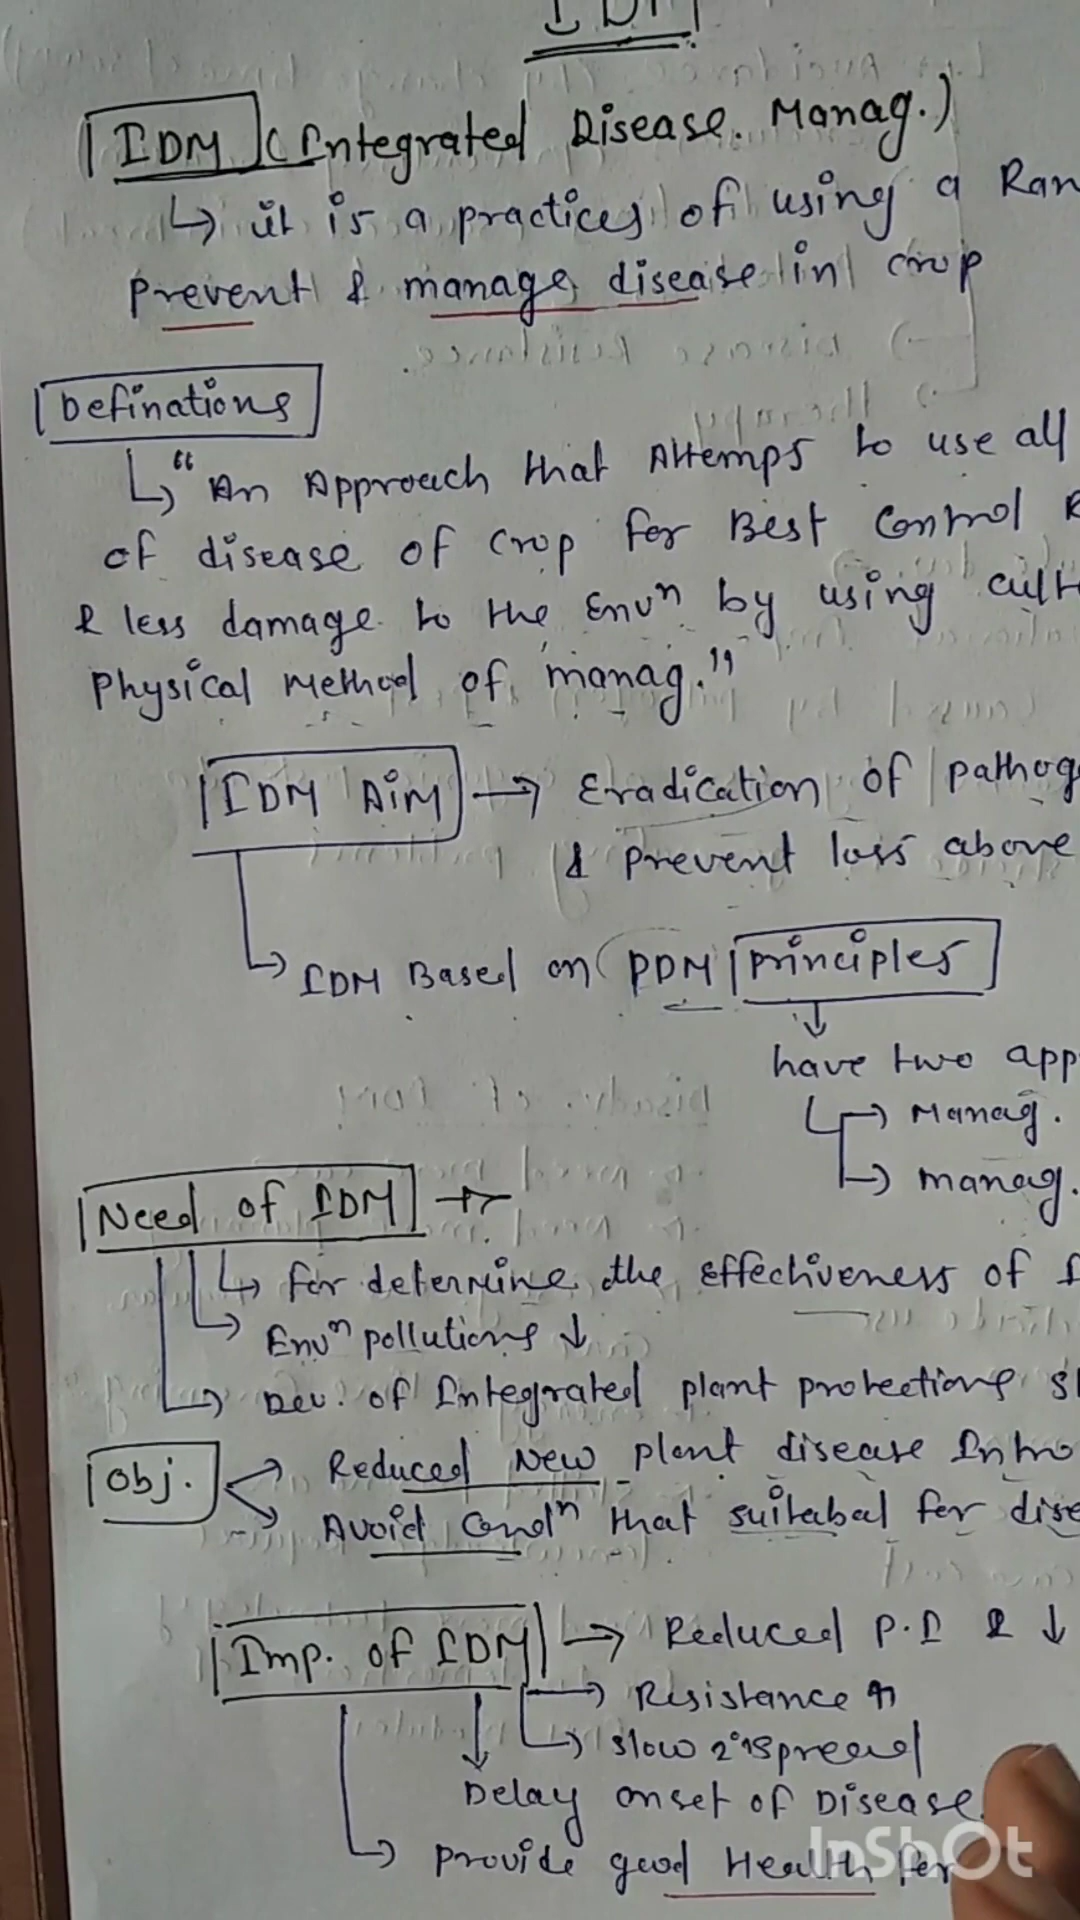 IDM
IDM (Integrated Disease. Manag.)
↳ it is a practices of using a Ran
prevent & manage disease in crop
Definations
↳ "An Approach that Attemps to use all
of disease of crop for Best Control
& less damage to the Envⁿ by using cult
Physical Method of manag."
IDM AiM → Eradication of pathog
& prevent loss above
↳ IDM Based on PDM principles
↓
have two app
↳ Manag.
↳ manag.
Need of IDM →
↳ for determine the effectiveness of
↳ Envⁿ pollutions ↓
↳ Dev. of Integrated plant protections
Obj. → Reduced New plant disease Intro
→ Avoid Condⁿ that suitabal for dise
Imp. of IDM → Reduced P.I & ↓
→ Resistance ↑
↳ Slow 2° spread
↓
Delay onset of Disease
↳ provide good Health for
InShOt